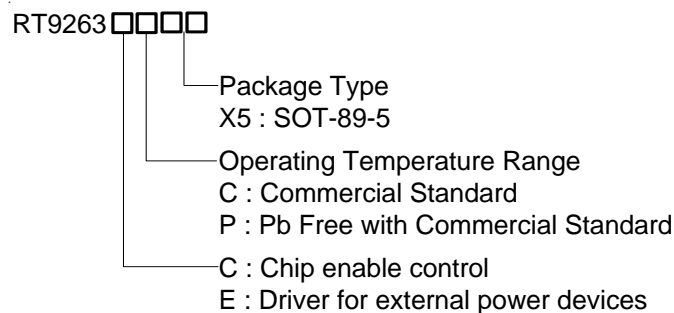 RT9263□□□□
Package Type
X5 : SOT-89-5
Operating Temperature Range
C : Commercial Standard
P : Pb Free with Commercial Standard
C : Chip enable control
E : Driver for external power devices